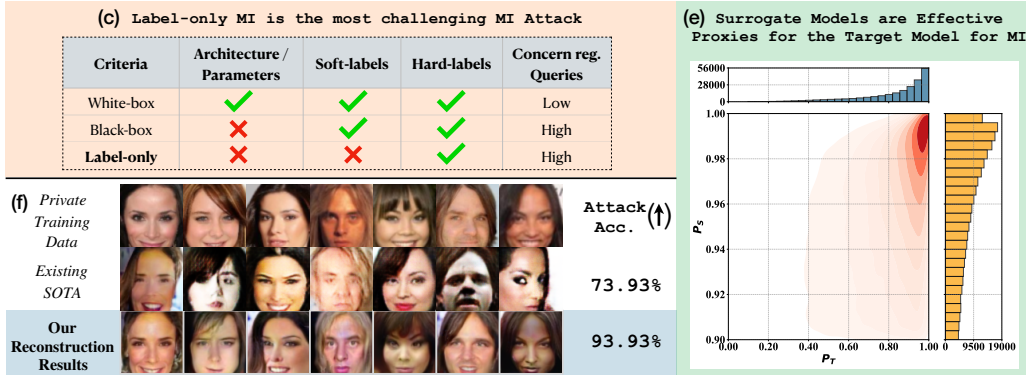 (c) Label-only MI is the most challenging MI Attack
Criteria
Architecture /
Parameters
Soft-labels
Hard-labels
Concern reg.
Queries
White-box
Low
Black-box
High
Label-only
High
(f)
Private
Training
Data
Attack
Acc. (↑)
Existing
SOTA
73.93%
Our
Reconstruction
Results
93.93%
(e) Surrogate Models are Effective
Proxies for the Target Model for MI
56000
28000
0
1.00
0.98
0.96
0.94
0.92
0.90
P_S
0.00 0.20 0.40 0.60 0.80 1.00
P_T
0 9500 19000